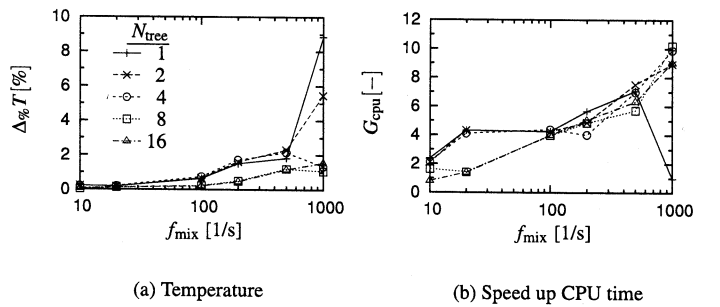 10
8
6
4
2
0
Δ%T [%]
N_tree
1
2
4
8
16
10 100 1000
f_mix [1/s]
(a) Temperature
12
10
8
6
4
2
0
G_cpu [–]
10 100 1000
f_mix [1/s]
(b) Speed up CPU time